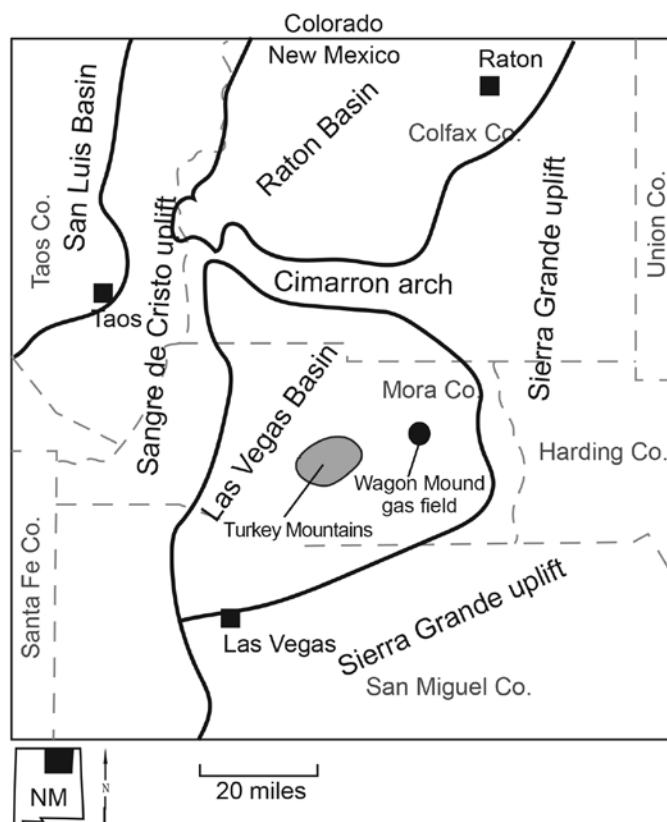 Colorado
New Mexico
Raton
San Luis Basin
Raton Basin
Colfax Co.
Taos Co.
Sangre de Cristo uplift
Sierra Grande uplift
Union Co.
Cimarron arch
Taos
Las Vegas Basin
Mora Co.
Harding Co.
Wagon Mound
gas field
Turkey Mountains
Santa Fe Co.
Sierra Grande uplift
Las Vegas
San Miguel Co.
NM
N
20 miles